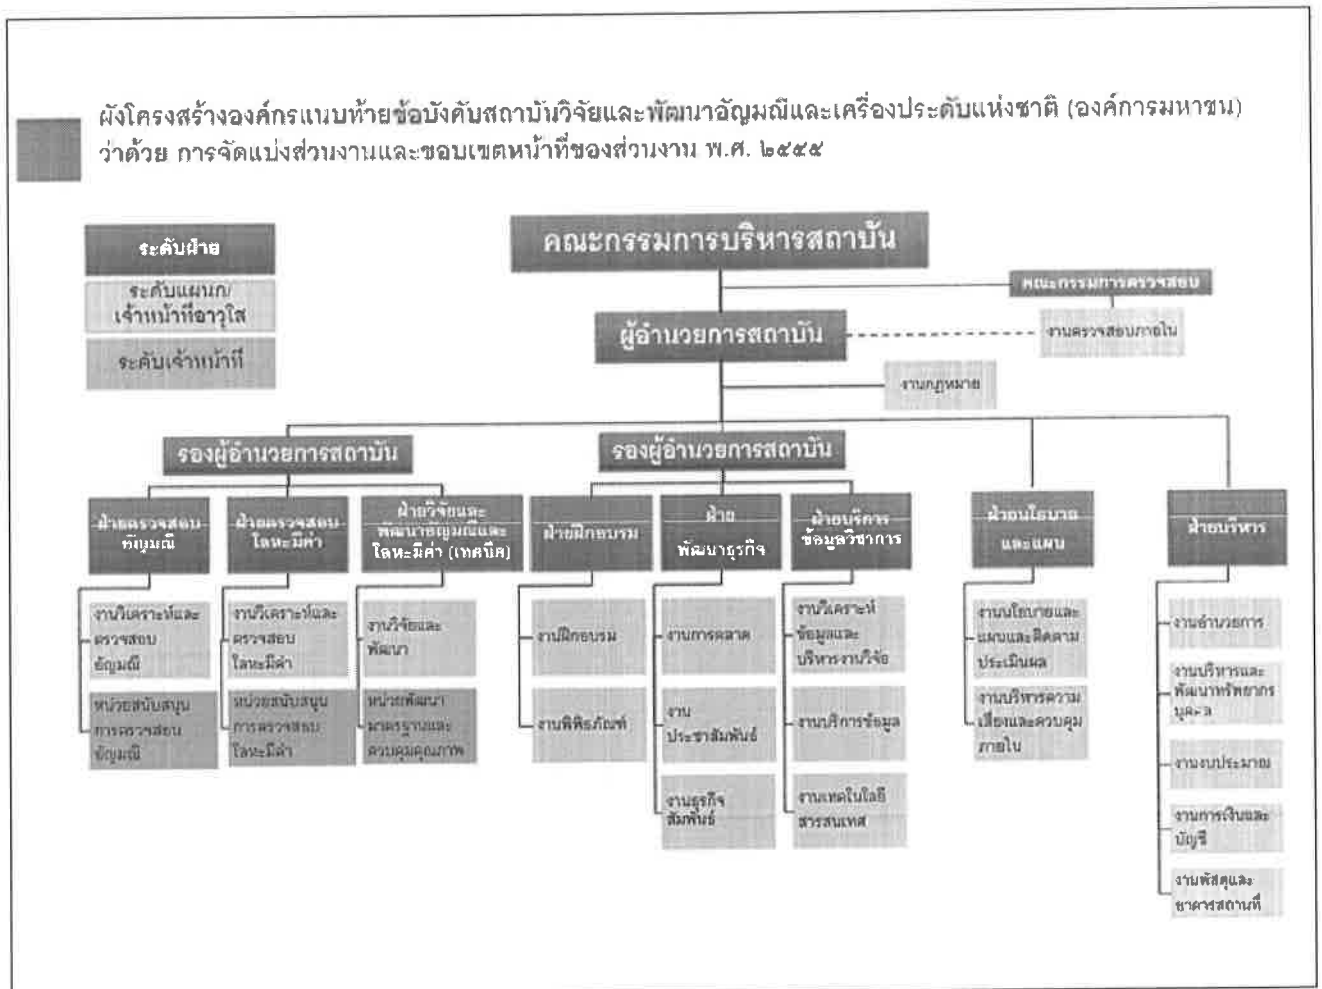 ผังโครงสร้างองค์กรแนบท้ายข้อบังคับสถาบันวิจัยและพัฒนาอัญมณีและเครื่องประดับแห่งชาติ (องค์การมหาชน)
ว่าด้วย การจัดแบ่งส่วนงานและขอบเขตหน้าที่ของส่วนงาน พ.ศ. ๒๕๕๕
ระดับฝ่าย
ระดับแผนก/
เจ้าหน้าที่อาวุโส
ระดับเจ้าหน้าที่
คณะกรรมการบริหารสถาบัน
คณะกรรมการตรวจสอบ
ผู้อำนวยการสถาบัน
งานตรวจสอบภายใน
งานกฎหมาย
รองผู้อำนวยการสถาบัน
รองผู้อำนวยการสถาบัน
ฝ่ายตรวจสอบ
อัญมณี
ฝ่ายตรวจสอบ
โลหะมีค่า
ฝ่ายวิจัยและ
พัฒนาอัญมณีและ
โลหะมีค่า (เทคนิค)
ฝ่ายฝึกอบรม
ฝ่าย
พัฒนาธุรกิจ
ฝ่ายบริการ
ข้อมูลวิชาการ
ฝ่ายนโยบาย
และแผน
ฝ่ายบริหาร
งานวิเคราะห์และ
ตรวจสอบ
อัญมณี
หน่วยสนับสนุน
การตรวจสอบ
อัญมณี
งานวิเคราะห์และ
ตรวจสอบ
โลหะมีค่า
หน่วยสนับสนุน
การตรวจสอบ
โลหะมีค่า
งานวิจัยและ
พัฒนา
หน่วยพัฒนา
มาตรฐานและ
ควบคุมคุณภาพ
งานฝึกอบรม
งานพิพิธภัณฑ์
งานการตลาด
งาน
ประชาสัมพันธ์
งานธุรกิจ
สัมพันธ์
งานวิเคราะห์
ข้อมูลและ
บริหารงานวิจัย
งานบริการข้อมูล
งานเทคโนโลยี
สารสนเทศ
งานนโยบายและ
แผนและติดตาม
ประเมินผล
งานบริหารความ
เสี่ยงและควบคุม
ภายใน
งานอำนวยการ
งานบริหารและ
พัฒนาทรัพยากร
บุคคล
งานงบประมาณ
งานการเงินและ
บัญชี
งานพัสดุและ
อาคารสถานที่